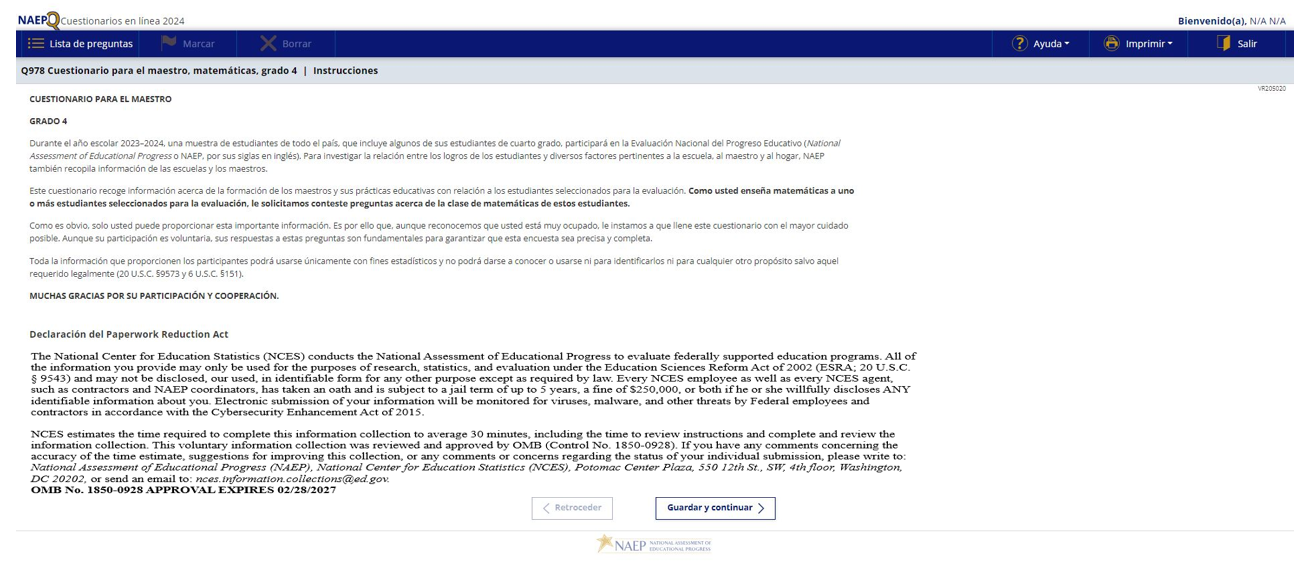 NAEPQ Cuestionarios en línea 2024
Bienvenido(a), N/A N/A
Lista de preguntas
Marcar
Borrar
Ayuda
Imprimir
Salir
Q978 Cuestionario para el maestro, matemáticas, grado 4 | Instrucciones
VR205020
CUESTIONARIO PARA EL MAESTRO
GRADO 4
Durante el año escolar 2023–2024, una muestra de estudiantes de todo el país, que incluye algunos de sus estudiantes de cuarto grado, participará en la Evaluación Nacional del Progreso Educativo (National
Assessment of Educational Progress o NAEP, por sus siglas en inglés). Para investigar la relación entre los logros de los estudiantes y diversos factores pertinentes a la escuela, al maestro y al hogar, NAEP
también recopila información de las escuelas y los maestros.
Este cuestionario recoge información acerca de la formación de los maestros y sus prácticas educativas con relación a los estudiantes seleccionados para la evaluación. Como usted enseña matemáticas a uno
o más estudiantes seleccionados para la evaluación, le solicitamos conteste preguntas acerca de la clase de matemáticas de estos estudiantes.
Como es obvio, solo usted puede proporcionar esta importante información. Es por ello que, aunque reconocemos que usted está muy ocupado, le instamos a que llene este cuestionario con el mayor cuidado
posible. Aunque su participación es voluntaria, sus respuestas a estas preguntas son fundamentales para garantizar que esta encuesta sea precisa y completa.
Toda la información que proporcionen los participantes podrá usarse únicamente con fines estadísticos y no podrá darse a conocer o usarse ni para identificarlos ni para cualquier otro propósito salvo aquel
requerido legalmente (20 U.S.C. §9573 y 6 U.S.C. §151).
MUCHAS GRACIAS POR SU PARTICIPACIÓN Y COOPERACIÓN.
Declaración del Paperwork Reduction Act
The National Center for Education Statistics (NCES) conducts the National Assessment of Educational Progress to evaluate federally supported education programs. All of
the information you provide may only be used for the purposes of research, statistics, and evaluation under the Education Sciences Reform Act of 2002 (ESRA; 20 U.S.C.
§ 9543) and may not be disclosed, our used, in identifiable form for any other purpose except as required by law. Every NCES employee as well as every NCES agent,
such as contractors and NAEP coordinators, has taken an oath and is subject to a jail term of up to 5 years, a fine of $250,000, or both if he or she willfully discloses ANY
identifiable information about you. Electronic submission of your information will be monitored for viruses, malware, and other threats by Federal employees and
contractors in accordance with the Cybersecurity Enhancement Act of 2015.
NCES estimates the time required to complete this information collection to average 30 minutes, including the time to review instructions and complete and review the
information collection. This voluntary information collection was reviewed and approved by OMB (Control No. 1850-0928). If you have any comments concerning the
accuracy of the time estimate, suggestions for improving this collection, or any comments or concerns regarding the status of your individual submission, please write to:
National Assessment of Educational Progress (NAEP), National Center for Education Statistics (NCES), Potomac Center Plaza, 550 12th St., SW, 4th floor, Washington,
DC 20202, or send an email to: nces.information.collections@ed.gov.
OMB No. 1850-0928 APPROVAL EXPIRES 02/28/2027
Retroceder
Guardar y continuar
NAEP NATIONAL ASSESSMENT OF
EDUCATIONAL PROGRESS